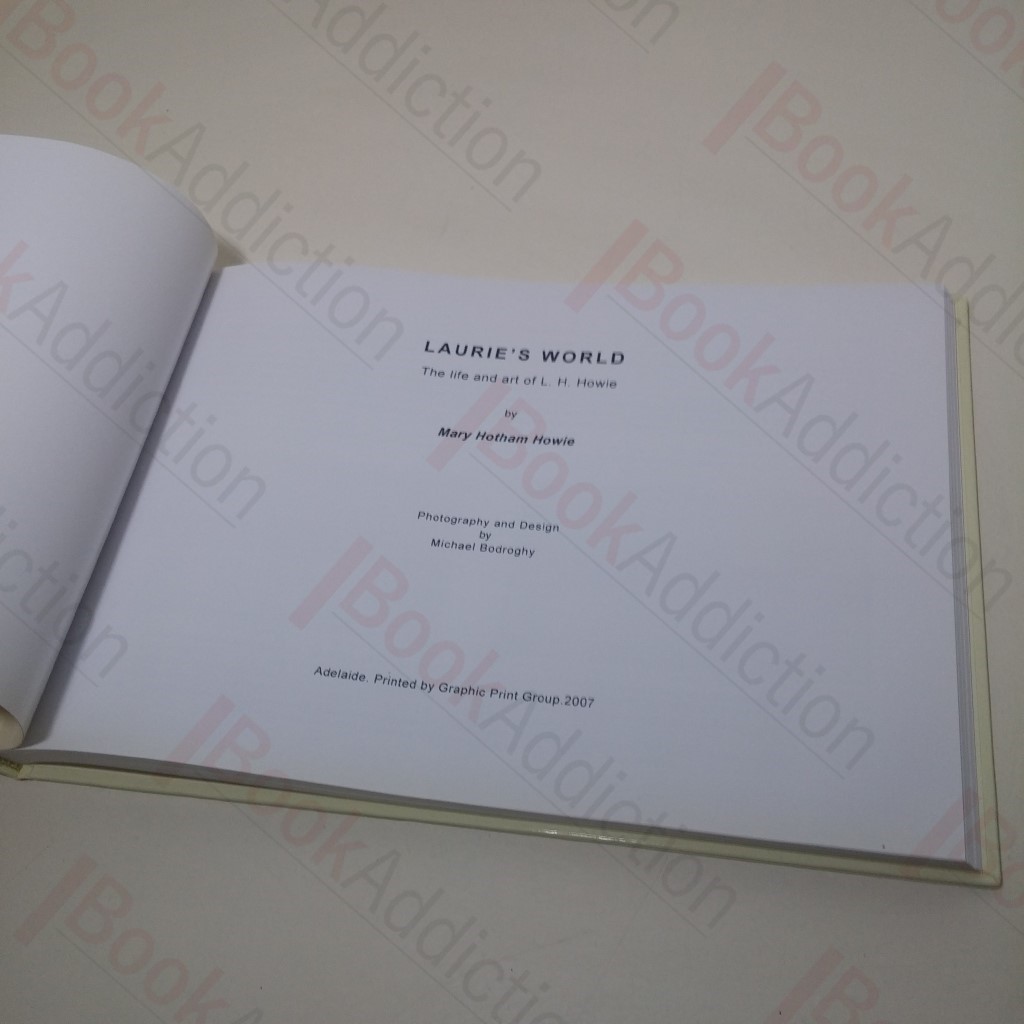 LAURIE'S WORLD
The life and art of L. H. Howie
by
Mary Hotham Howie
Photography and Design
by
Michael Bodroghy
Adelaide. Printed by Graphic Print Group.2007
BookAddiction